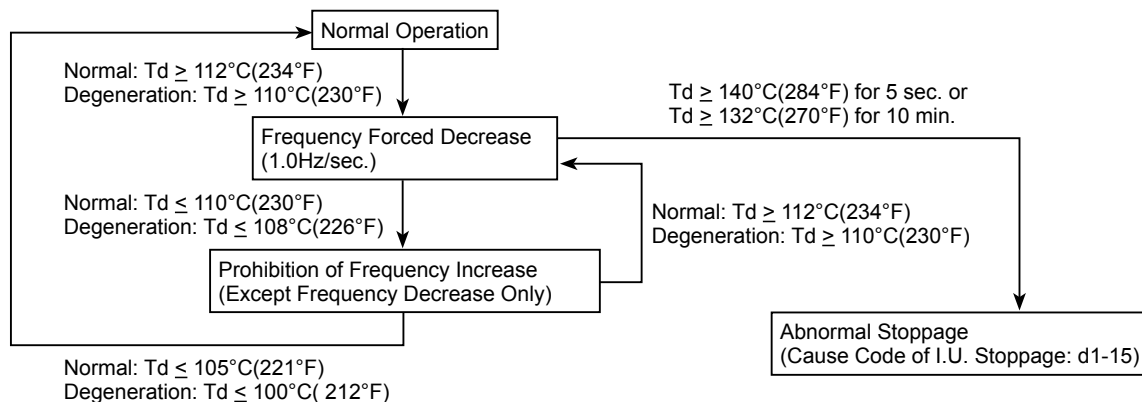 Normal Operation
Normal: Td ≥ 112°C(234°F)
Degeneration: Td ≥ 110°C(230°F)
Td ≥ 140°C(284°F) for 5 sec. or
Td ≥ 132°C(270°F) for 10 min.
Frequency Forced Decrease
(1.0Hz/sec.)
Normal: Td ≤ 110°C(230°F)
Degeneration: Td ≤ 108°C(226°F)
Normal: Td ≥ 112°C(234°F)
Degeneration: Td ≥ 110°C(230°F)
Prohibition of Frequency Increase
(Except Frequency Decrease Only)
Abnormal Stoppage
(Cause Code of I.U. Stoppage: d1-15)
Normal: Td ≤ 105°C(221°F)
Degeneration: Td ≤ 100°C( 212°F)